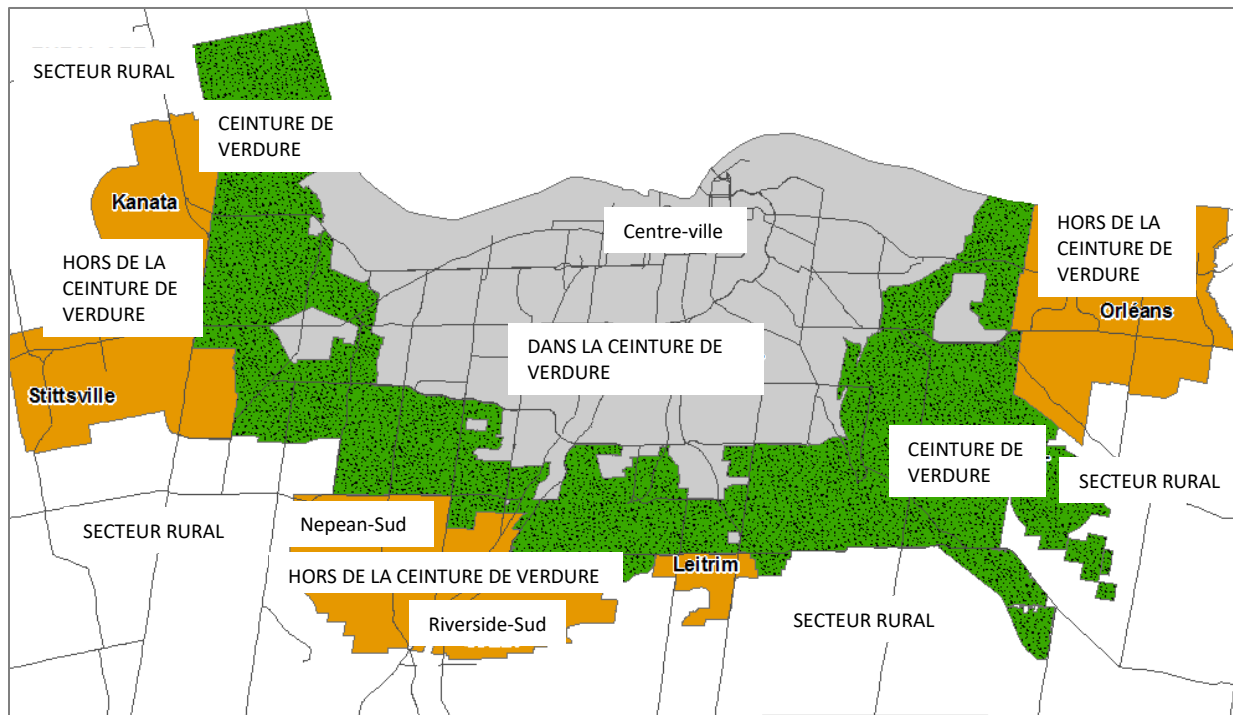 SECTEUR RURAL
CEINTURE DE
VERDURE
Kanata
HORS DE LA
CEINTURE DE
VERDURE
Centre-ville
HORS DE LA
CEINTURE DE
VERDURE
Orléans
DANS LA CEINTURE DE
VERDURE
Stittsville
CEINTURE DE
VERDURE
SECTEUR RURAL
SECTEUR RURAL
Nepean-Sud
HORS DE LA CEINTURE DE VERDURE
Leitrim
Riverside-Sud
SECTEUR RURAL